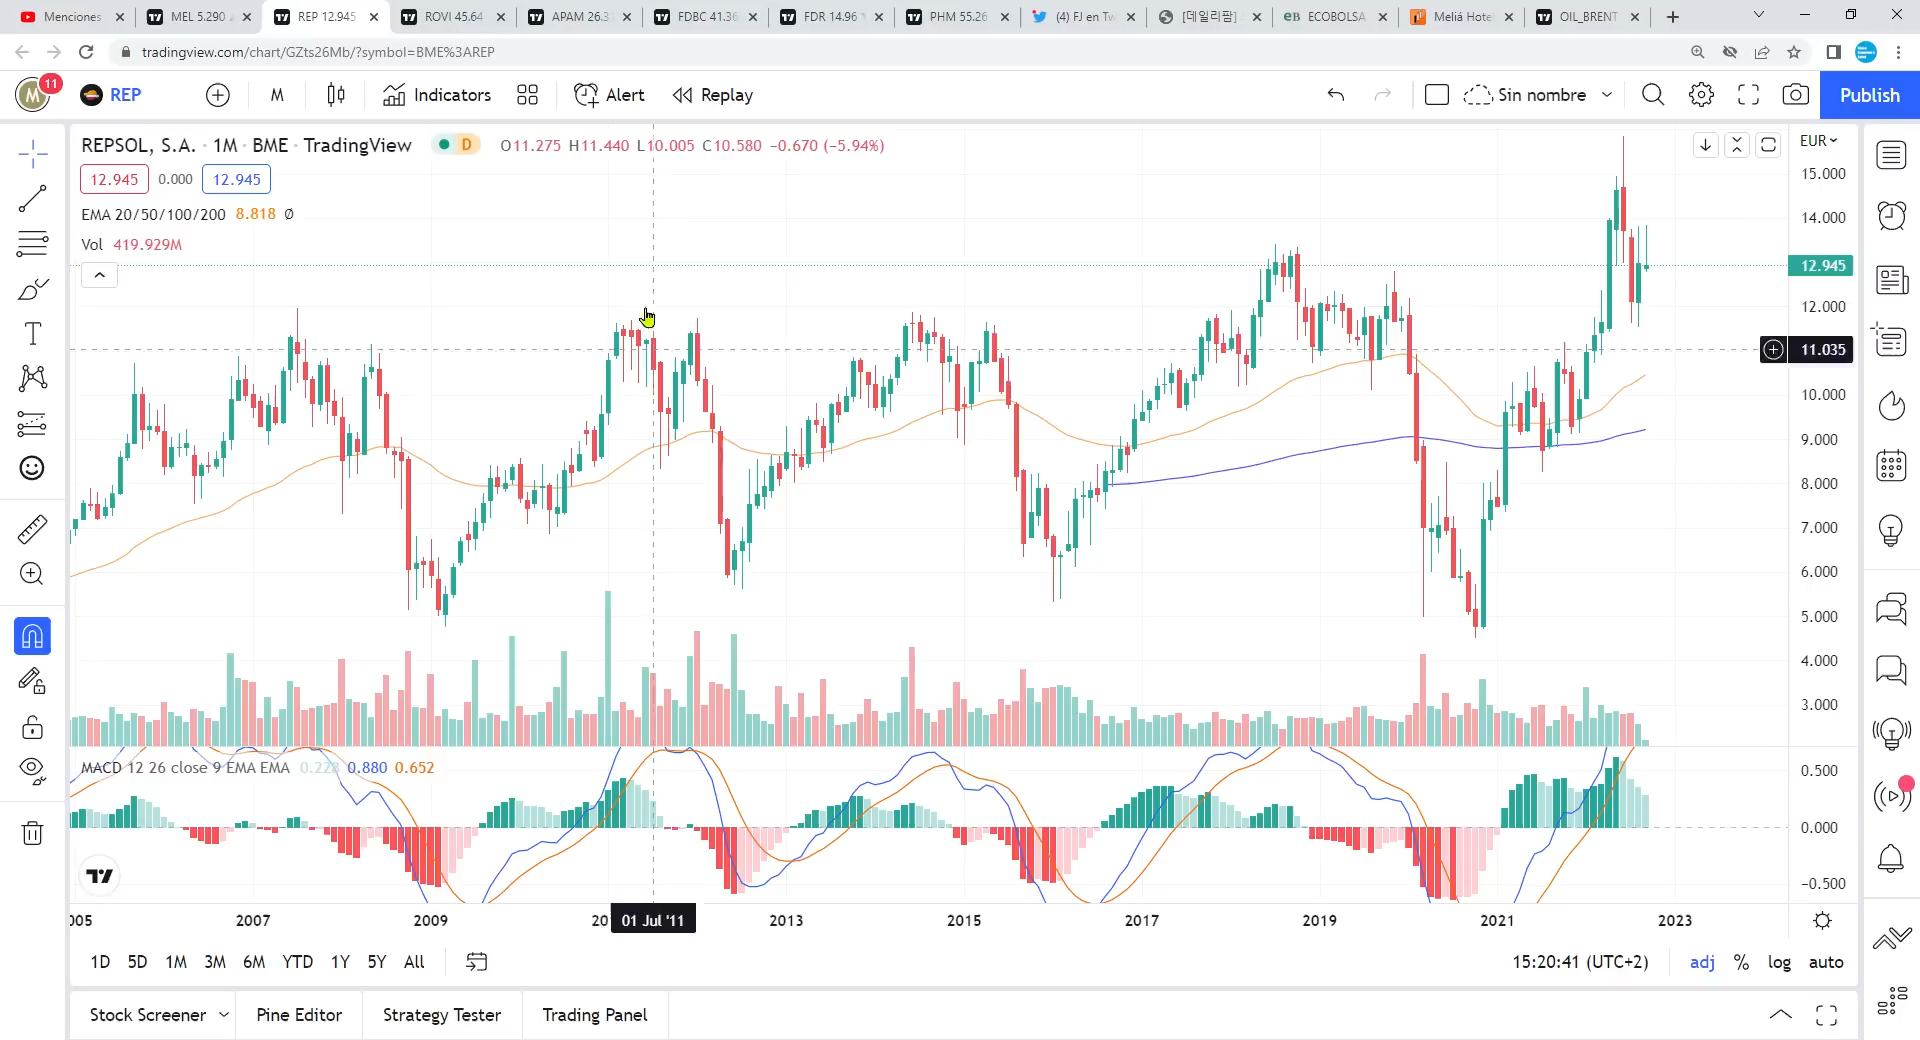 Menciones
MEL 5.290
REP 12.945
ROVI 45.64
APAM 26.3
FDBC 41.36
FDR 14.96
PHM 55.26
(4) FJ en Tw
[데일리팜]
ECOBOLSA
Meliá Hote
OIL_BRENT
tradingview.com/chart/GZts26Mb/?symbol=BME%3AREP
M 11 REP M Indicators Alert Replay Sin nombre Publish
REPSOL, S.A. · 1M · BME · TradingView D O11.275 H11.440 L10.005 C10.580 −0.670 (−5.94%) EUR
12.945 0.000 12.945
EMA 20/50/100/200 8.818 Ø
Vol 419.929M
15.000
14.000
12.945
12.000
11.035
10.000
9.000
8.000
7.000
6.000
5.000
4.000
3.000
MACD 12 26 close 9 EMA EMA 0.228 0.880 0.652
0.500
0.000
−0.500
005 2007 2009 20 01 Jul '11 2013 2015 2017 2019 2021 2023
1D 5D 1M 3M 6M YTD 1Y 5Y All 15:20:41 (UTC+2) adj % log auto
Stock Screener Pine Editor Strategy Tester Trading Panel